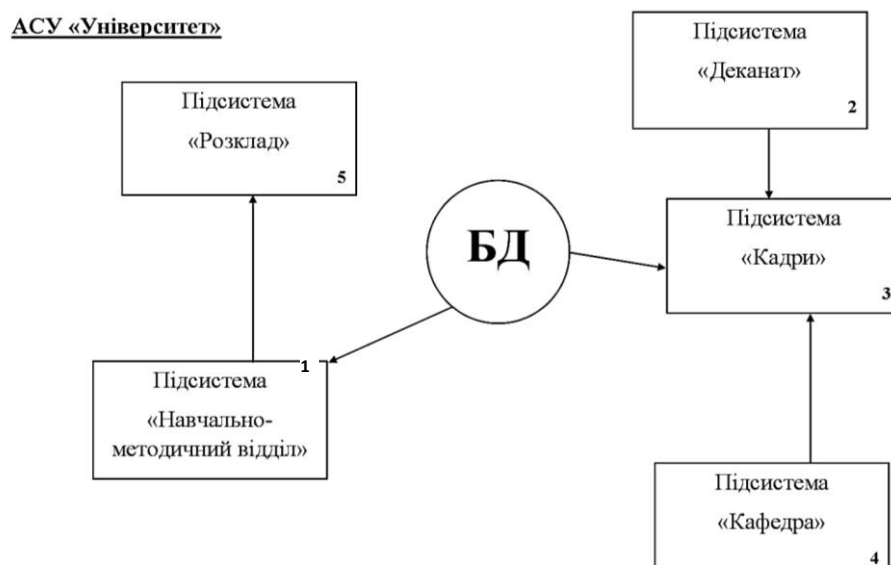 АСУ «Університет»
Підсистема
«Деканат»
2
Підсистема
«Розклад»
5
БД
Підсистема
«Кадри»
3
1
Підсистема
«Навчально-
методичний відділ»
Підсистема
«Кафедра»
4